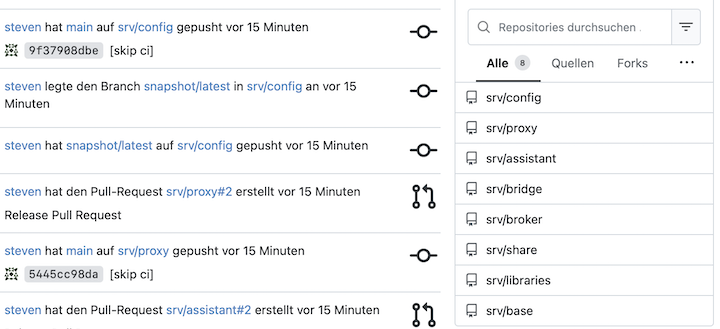 steven hat main auf srv/config gepusht vor 15 Minuten
9f37908dbe [skip ci]
steven legte den Branch snapshot/latest in srv/config an vor 15
Minuten
steven hat snapshot/latest auf srv/config gepusht vor 15 Minuten
steven hat den Pull-Request srv/proxy#2 erstellt vor 15 Minuten
Release Pull Request
steven hat main auf srv/proxy gepusht vor 15 Minuten
5445cc98da [skip ci]
steven hat den Pull-Request srv/assistant#2 erstellt vor 15 Minuten
Repositories durchsuchen .
Alle 8 Quellen Forks ...
srv/config
srv/proxy
srv/assistant
srv/bridge
srv/broker
srv/share
srv/libraries
srv/base